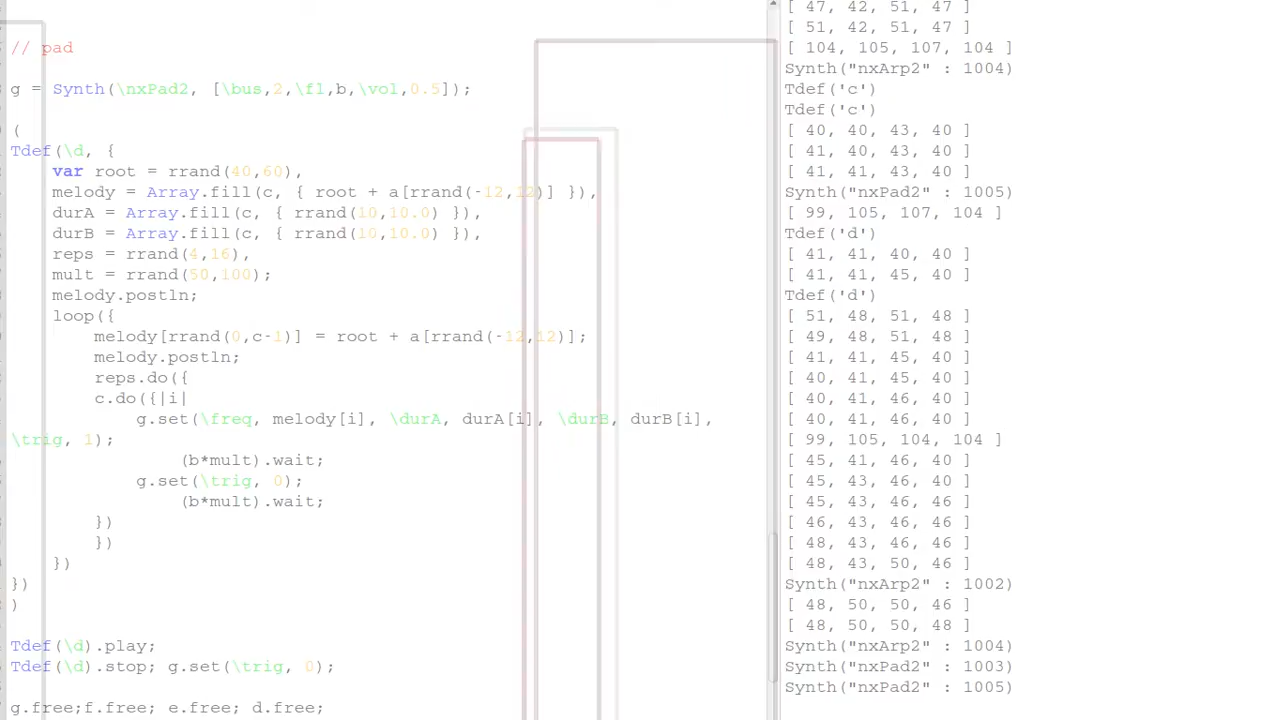 // pad
g = Synth(\nxPad2, [\bus,2,\fl,b,\vol,0.5]);
(
Tdef(\d, {
var root = rrand(40,60),
melody = Array.fill(c, { root + a[rrand(-12,12)] }),
durA = Array.fill(c, { rrand(10,10.0) }),
durB = Array.fill(c, { rrand(10,10.0) }),
reps = rrand(4,16),
mult = rrand(50,100);
melody.postln;
loop({
melody[rrand(0,c-1)] = root + a[rrand(-12,12)];
melody.postln;
reps.do({
c.do({|i|
g.set(\freq, melody[i], \durA, durA[i], \durB, durB[i],
\trig, 1);
(b*mult).wait;
g.set(\trig, 0);
(b*mult).wait;
})
})
})
})
)
Tdef(\d).play;
Tdef(\d).stop; g.set(\trig, 0);
g.free;f.free; e.free; d.free;
[ 47, 42, 51, 47 ]
[ 51, 42, 51, 47 ]
[ 104, 105, 107, 104 ]
Synth("nxArp2" : 1004)
Tdef('c')
Tdef('c')
[ 40, 40, 43, 40 ]
[ 41, 40, 43, 40 ]
[ 41, 41, 43, 40 ]
Synth("nxPad2" : 1005)
[ 99, 105, 107, 104 ]
Tdef('d')
[ 41, 41, 40, 40 ]
[ 41, 41, 45, 40 ]
Tdef('d')
[ 51, 48, 51, 48 ]
[ 49, 48, 51, 48 ]
[ 41, 41, 45, 40 ]
[ 40, 41, 45, 40 ]
[ 40, 41, 46, 40 ]
[ 40, 41, 46, 40 ]
[ 99, 105, 104, 104 ]
[ 45, 41, 46, 40 ]
[ 45, 43, 46, 40 ]
[ 45, 43, 46, 46 ]
[ 46, 43, 46, 46 ]
[ 48, 43, 46, 46 ]
[ 48, 43, 50, 46 ]
Synth("nxArp2" : 1002)
[ 48, 50, 50, 46 ]
[ 48, 50, 50, 48 ]
Synth("nxArp2" : 1004)
Synth("nxPad2" : 1003)
Synth("nxPad2" : 1005)